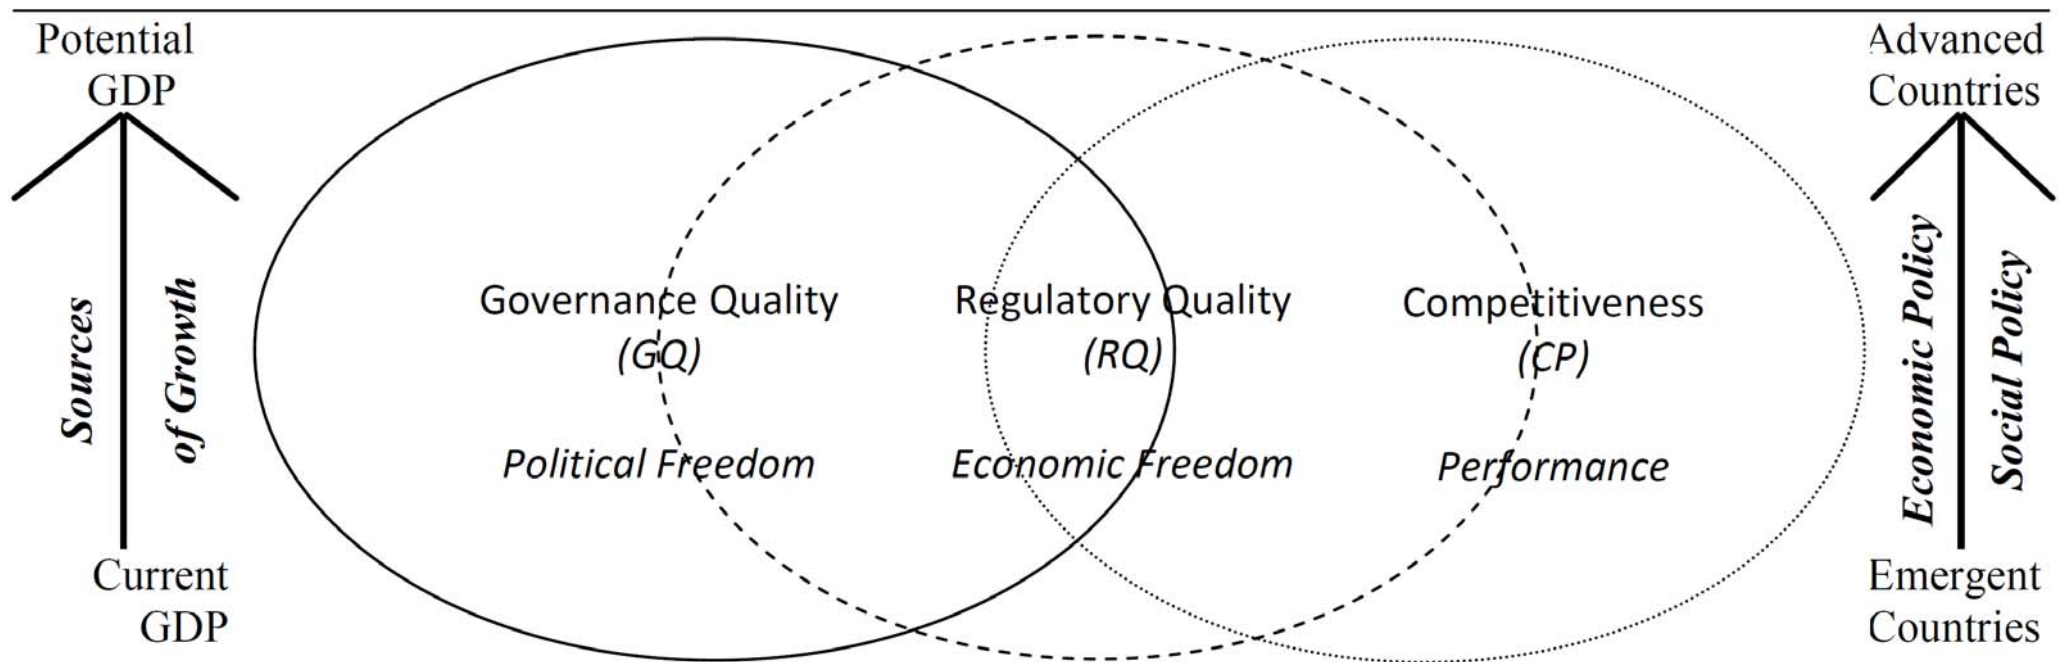 Potential
GDP
Sources
of Growth
Current
GDP
Governance Quality
(GQ)
Political Freedom
Regulatory Quality
(RQ)
Economic Freedom
Competitiveness
(CP)
Performance
Advanced
Countries
Economic Policy
Social Policy
Emergent
Countries